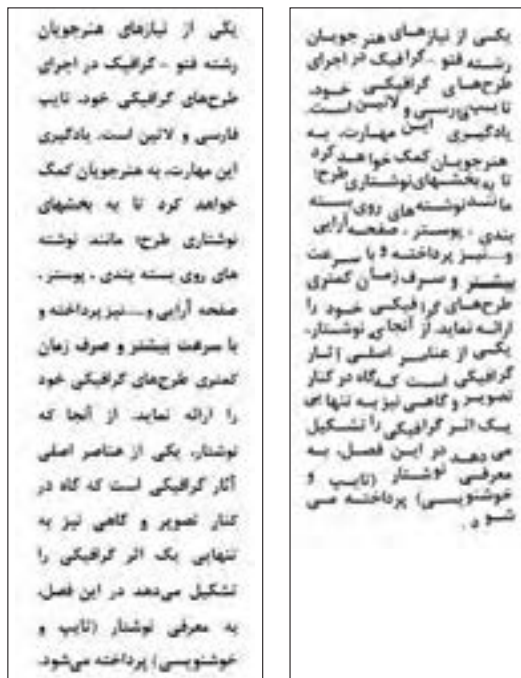 یکی از نیازهای هنرجویان
رشته فتو - گرافیک در اجرای
طرح‌های گرافیکی خود، تایپ
فارسی و لاتین است. یادگیری
این مهارت، به هنرجویان کمک
خواهد کرد تا به بخشهای
نوشتاری طرح؛ مانند نوشته
های روی بسته بندی ، پوستر ،
صفحه آرایی و... نیز پرداخته و
با سرعت بیشتر و صرف زمان
کمتری طرح‌های گرافیکی خود
را ارائه نماید. از آنجا که
نوشتار، یکی از عناصر اصلی
آثار گرافیکی است که گاه در
کنار تصویر و گاهی نیز به
تنهایی یک اثر گرافیکی را
تشکیل می‌دهد در این فصل،
به معرفی نوشتار (تایپ و
خوشنویسی) پرداخته می‌شود.
یکی از نیازهای هنرجویان
رشته فتو - گرافیک در اجرای
طرح‌های گرافیکی خود،
تایپ فارسی و لاتین است.
یادگیری این مهارت، به
هنرجویان کمک خواهد کرد
تا به بخشهای نوشتاری طرح؛
مانند نوشته های روی بسته
بندی ، پوستر ، صفحه آرایی
و... نیز پرداخته و با سرعت
بیشتر و صرف زمان کمتری
طرح‌های گرافیکی خود را
ارائه نماید. از آنجا نوشتار،
یکی از عناصر اصلی آثار
گرافیکی است که گاه در کنار
تصویر و گاهی نیز به تنهایی
یک اثر گرافیکی را تشکیل
می دهد در این فصل، به
معرفی نوشتار (تایپ و
خوشنویسی) پرداخته می
شود .